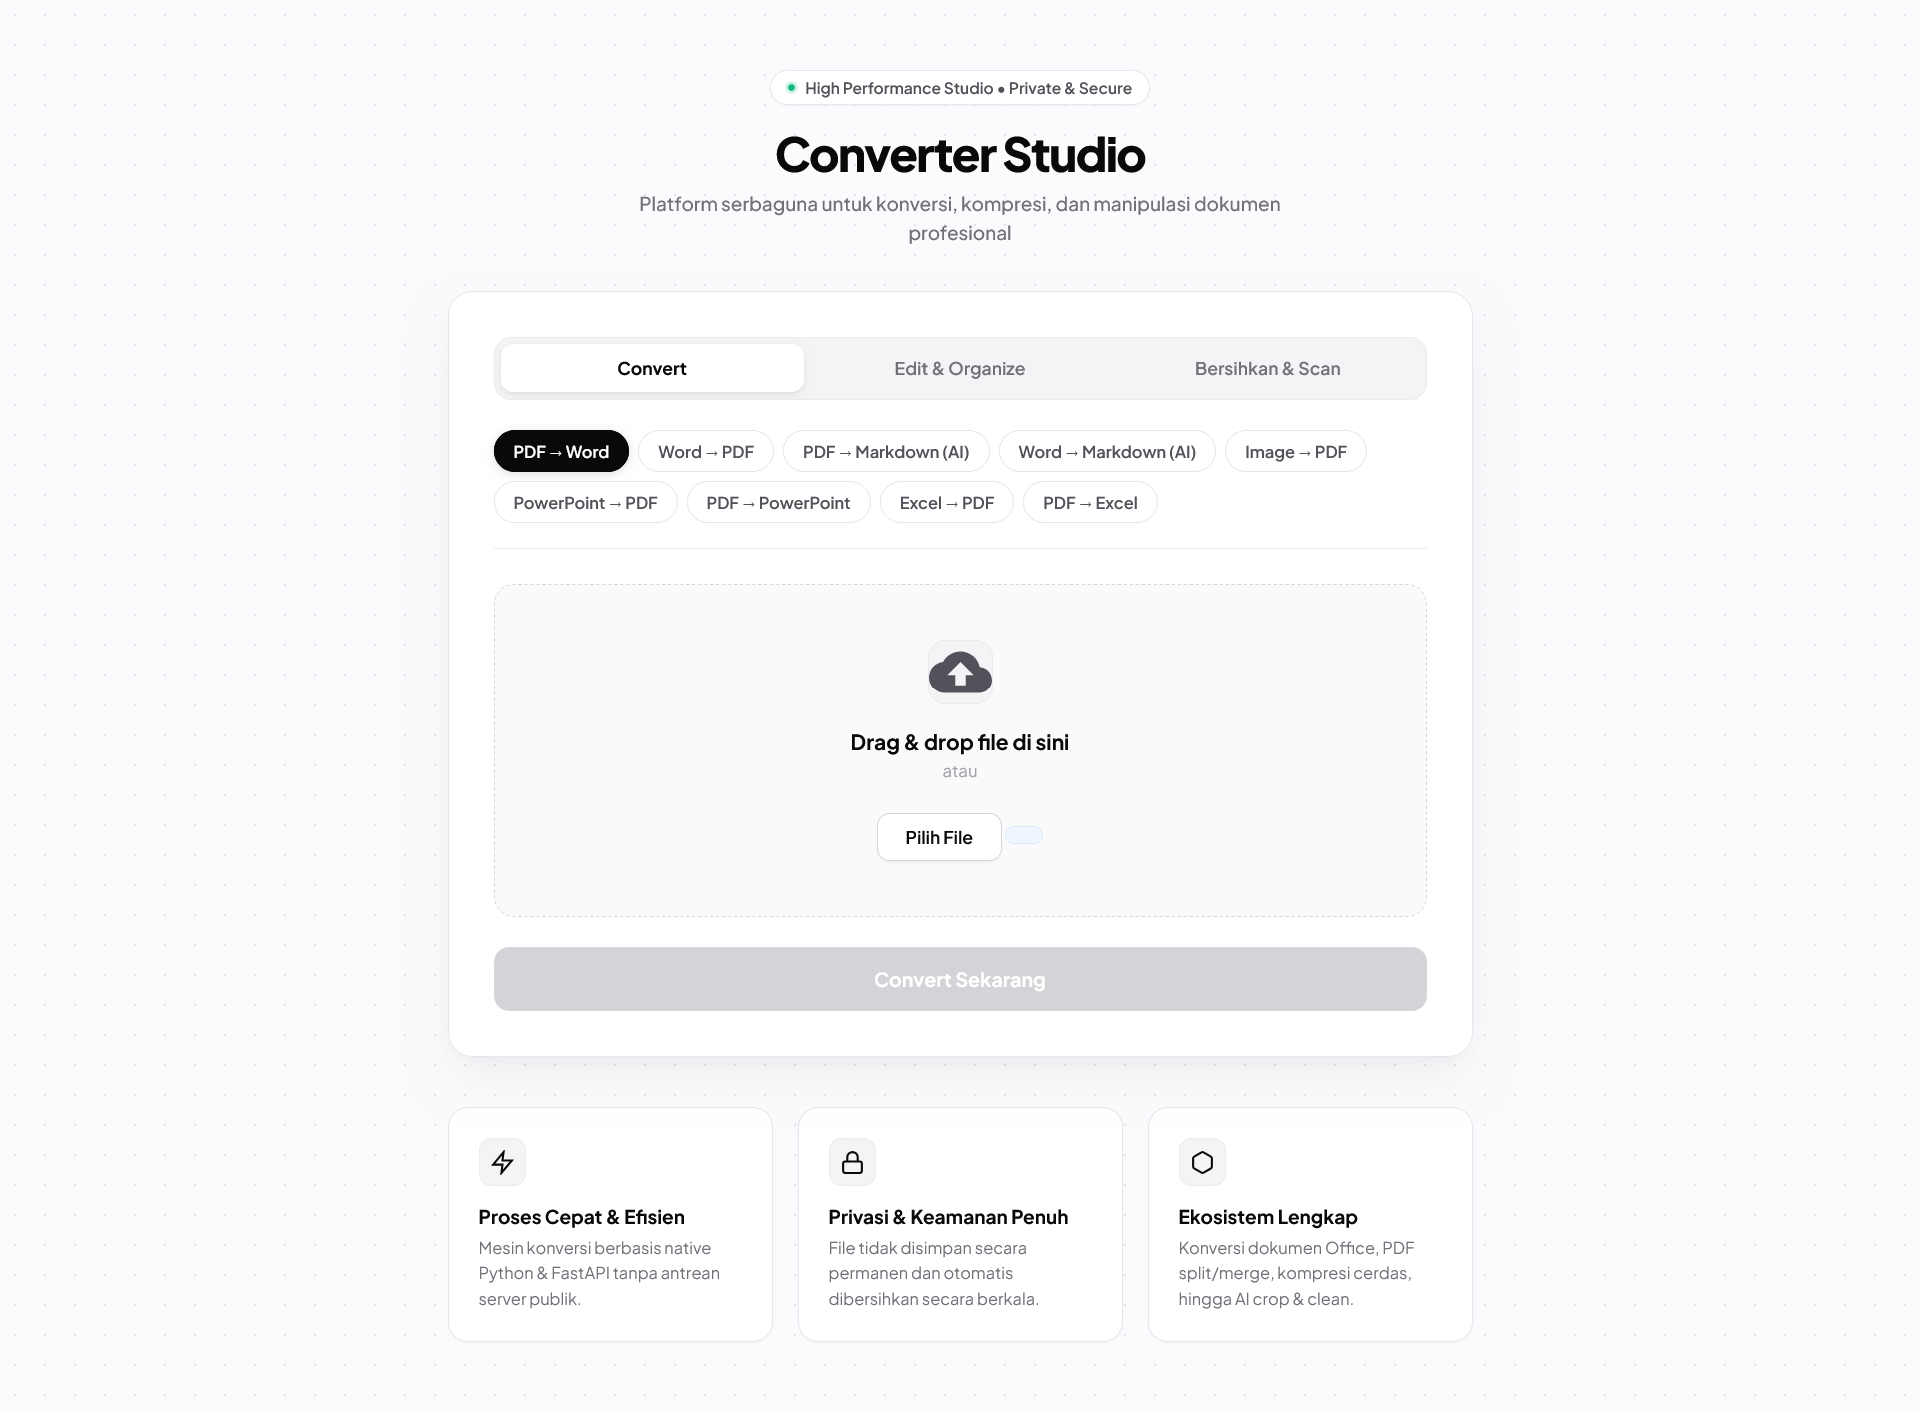 High Performance Studio • Private & Secure
Converter Studio
Platform serbaguna untuk konversi, kompresi, dan manipulasi dokumen
profesional
Convert
Edit & Organize
Bersihkan & Scan
PDF → Word
Word → PDF
PDF → Markdown (AI)
Word → Markdown (AI)
Image → PDF
PowerPoint → PDF
PDF → PowerPoint
Excel → PDF
PDF → Excel
Drag & drop file di sini
atau
Pilih File
Convert Sekarang
Proses Cepat & Efisien
Mesin konversi berbasis native
Python & FastAPI tanpa antrean
server publik.
Privasi & Keamanan Penuh
File tidak disimpan secara
permanen dan otomatis
dibersihkan secara berkala.
Ekosistem Lengkap
Konversi dokumen Office, PDF
split/merge, kompresi cerdas,
hingga AI crop & clean.